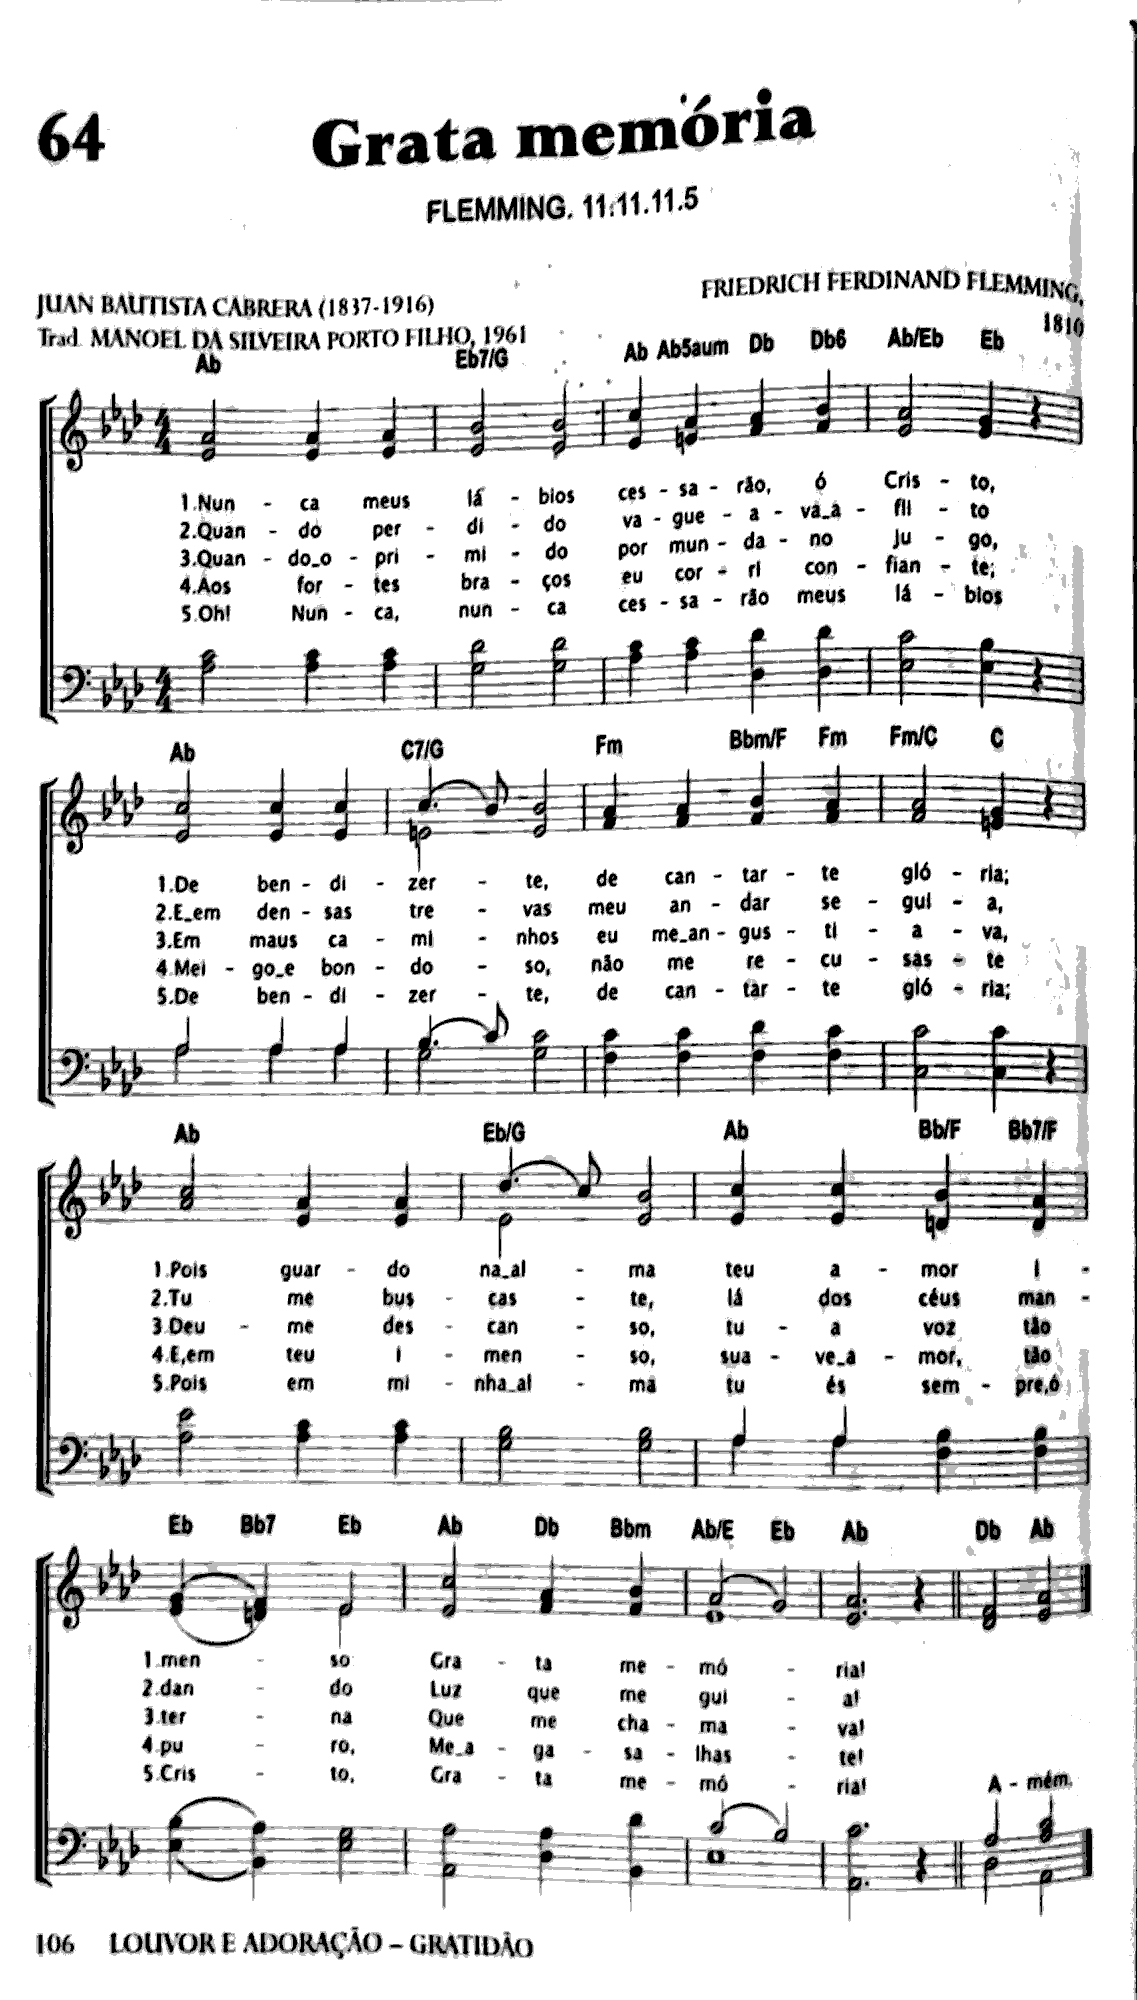 64
Grata memória
FLEMMING. 11.11.11.5
JUAN BAUTISTA CABRERA (1837-1916)
FRIEDRICH FERDINAND FLEMMING,
Trad. MANOEL DA SILVEIRA PORTO FILHO, 1961
1810
Ab Eb7/G Ab Ab5aum Db Db6 Ab/Eb Eb
1.Nun - ca meus lá - bios ces - sa - rão, ó Cris - to,
2.Quan - do per - di - do va - gue - a - va_a - fli - to
3.Quan - do_o - pri - mi - do por mun - da - no ju - go,
4.Aos for - tes bra - ços eu cor - ri con - fian - te;
5.Oh! Nun - ca, nun - ca ces - sa - rão meus lá - bios
Ab C7/G Fm Bbm/F Fm Fm/C C
1.De ben - di - zer - te, de can - tar - te gló - ria;
2.E_em den - sas tre - vas meu an - dar se - gui - a,
3.Em maus ca - mi - nhos eu me_an - gus - ti - a - va,
4.Mei - go_e bon - do - so, não me re - cu - sas - te
5.De ben - di - zer - te, de can - tar - te gló - ria;
Ab Eb/G Ab Bb/F Bb7/F
1.Pois guar - do na_al - ma teu a - mor i -
2.Tu me bus - cas - te, lá dos céus man -
3.Deu - me des - can - so, tu - a voz tão
4.E,em teu i - men - so, sua - ve_a - mor, tão
5.Pois em mi - nha_al - ma tu és sem - pre,ó
Eb Bb7 Eb Ab Db Bbm Ab/E Eb Ab Db Ab
1.men - so Gra - ta me - mó - ria!
2.dan - do Luz que me gui - a!
3.ter - na Que me cha - ma - va!
4.pu - ro, Me_a - ga - sa - lhas - te!
5.Cris - to, Gra - ta me - mó - ria! A - mém.
106 LOUVOR E ADORAÇÃO – GRATIDÃO